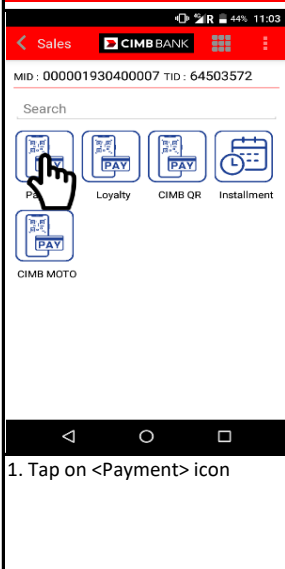 R 44% 11:03
Sales CIMB BANK
MID : 000001930400007 TID : 64503572
Search
PAY PAY PAY
Loyalty CIMB QR Installment
PAY
CIMB MOTO
1. Tap on <Payment> icon